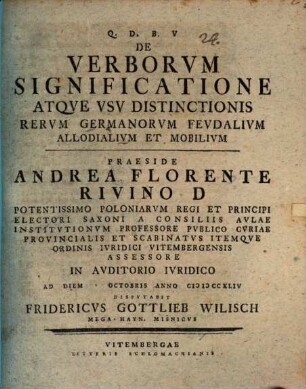 Q. D. B. V
29.
DE
VERBORVM
SIGNIFICATIONE
ATQVE VSV DISTINCTIONIS
RERVM GERMANORVM FEVDALIVM
ALLODIALIVM ET MOBILIVM
PRAESIDE
ANDREA FLORENTE
RIVINO D
POTENTISSIMO POLONIARVM REGI ET PRINCIPI
ELECTORI SAXONI A CONSILIIS AVLAE
INSTITVTIONVM PROFESSORE PVBLICO CVRIAE
PROVINCIALIS ET SCABINATVS ITEMQVE
ORDINIS IVRIDICI VITEMBERGENSIS
ASSESSORE
IN AVDITORIO IVRIDICO
AD DIEM OCTOBRIS ANNO CIƆIƆCCXLIV
DISPVTABIT
FRIDERICVS GOTTLIEB WILISCH
MEGA-HAYN. MISNICVS
VITEMBERGAE
LITTERIS SCHLOMACHIANIS